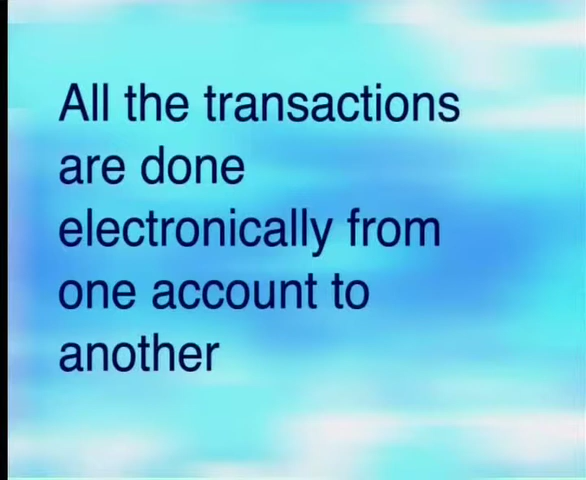 All the transactions
are done
electronically from
one account to
another